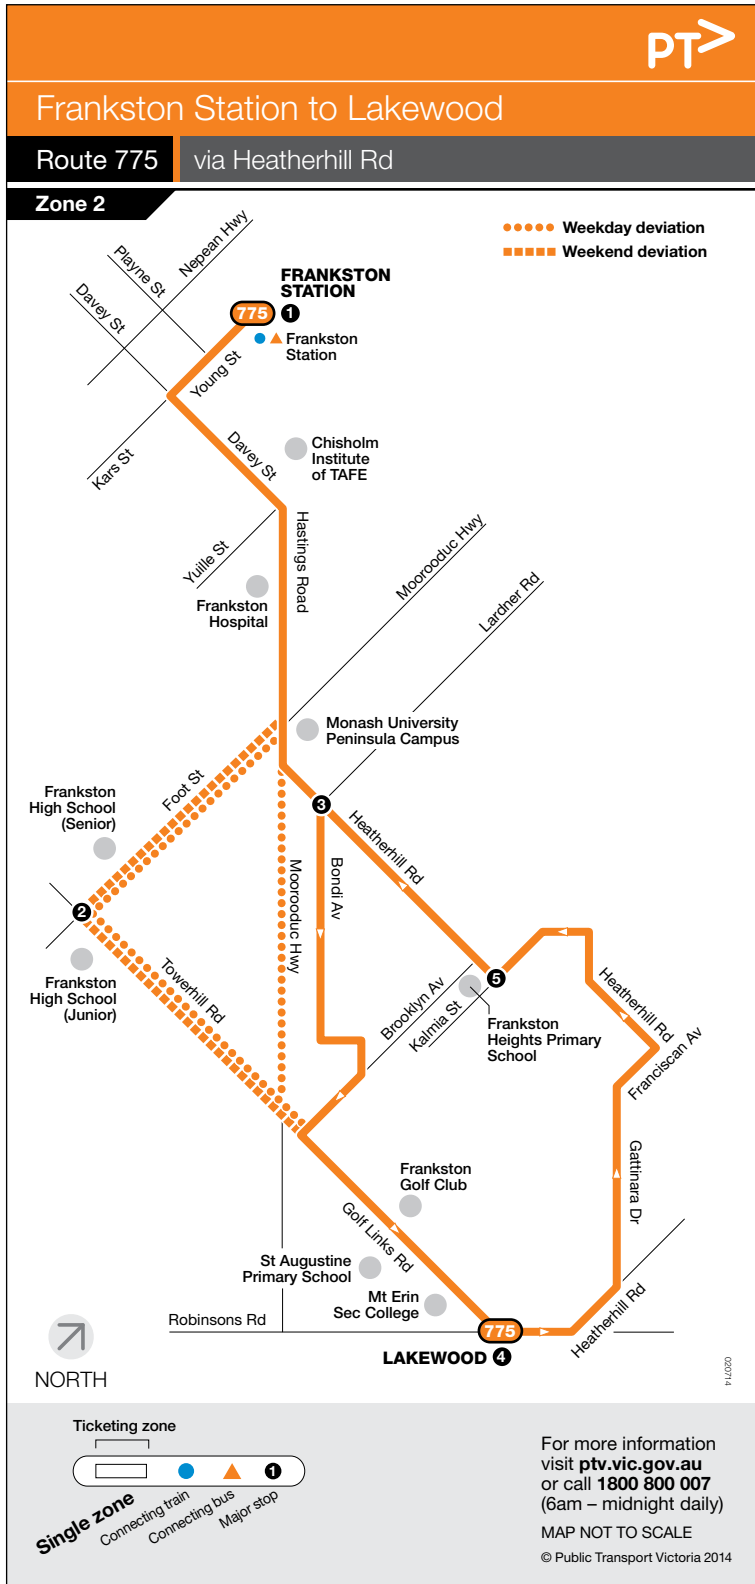 PT>
Frankston Station to Lakewood
Route 775
via Heatherhill Rd
Zone 2
Weekday deviation
Weekend deviation
Nepean Hwy
Playne St
Davey St
FRANKSTON
STATION
775
1
Frankston
Station
Young St
Kars St
Davey St
Chisholm
Institute
of TAFE
Hastings Road
Yuille St
Moorooduc Hwy
Lardner Rd
Frankston
Hospital
Monash University
Peninsula Campus
Foot St
Frankston
High School
(Senior)
3
Heatherhill Rd
Bondi Av
Moorooduc Hwy
2
Frankston
High School
(Junior)
Towerhill Rd
Brooklyn Av
Kalmia St
5
Frankston
Heights Primary
School
Heatherhill Rd
Franciscan Av
Gattinara Dr
Frankston
Golf Club
Golf Links Rd
St Augustine
Primary School
Mt Erin
Sec College
Robinsons Rd
775
LAKEWOOD 4
Heatherhill Rd
NORTH
020714
Ticketing zone
1
Single zone
Connecting train
Connecting bus
Major stop
For more information
visit ptv.vic.gov.au
or call 1800 800 007
(6am – midnight daily)
MAP NOT TO SCALE
© Public Transport Victoria 2014